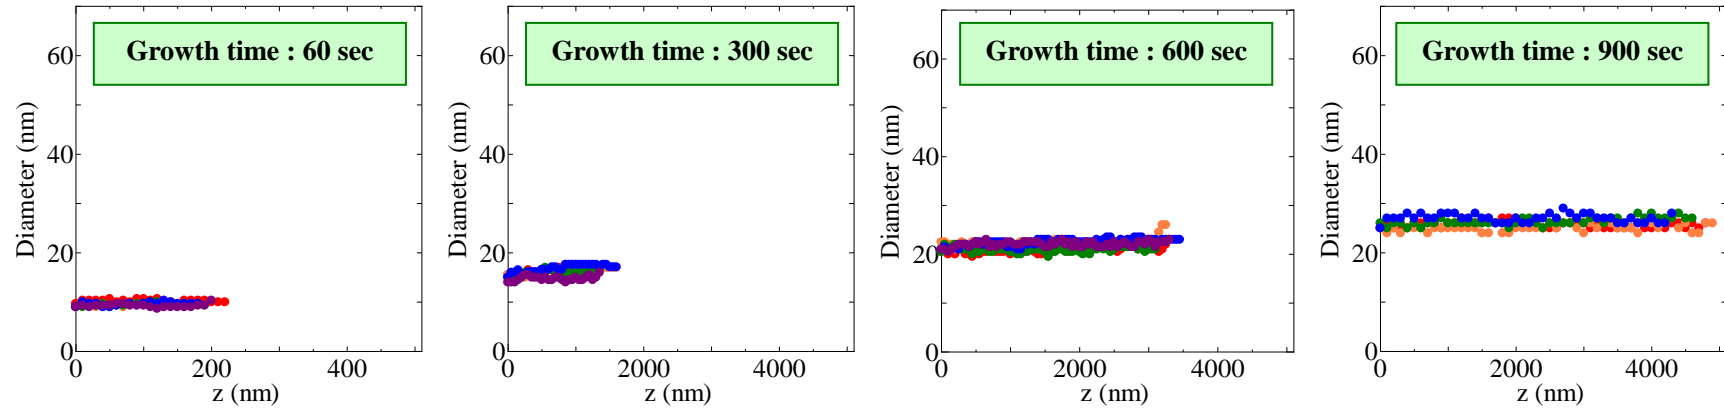 Growth time : 60 sec
60
40
20
0
Diameter (nm)
0
200
400
z (nm)
Growth time : 300 sec
60
40
20
0
Diameter (nm)
0
2000
4000
z (nm)
Growth time : 600 sec
60
40
20
0
Diameter (nm)
0
2000
4000
z (nm)
Growth time : 900 sec
60
40
20
0
Diameter (nm)
0
2000
4000
z (nm)